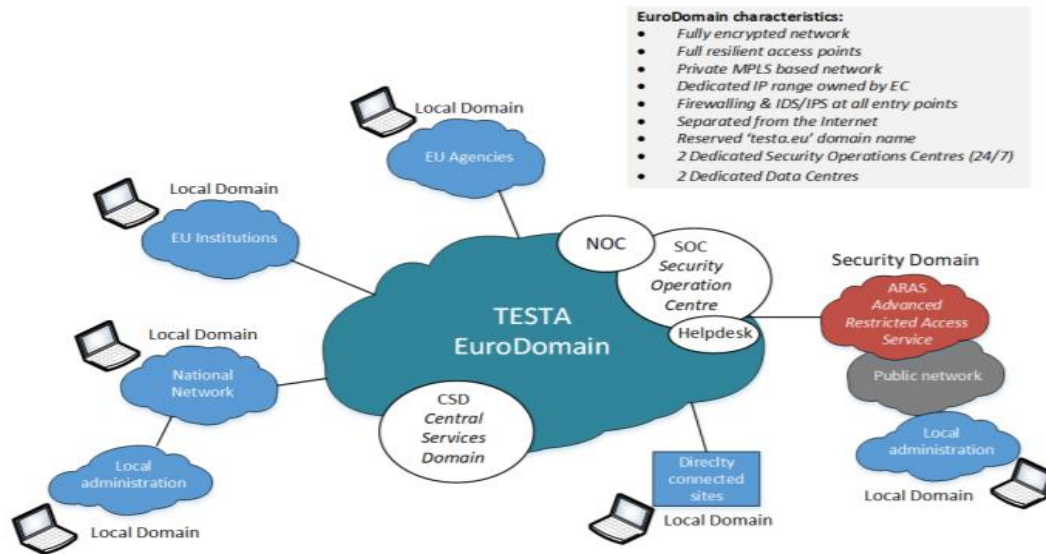 EuroDomain characteristics:
• Fully encrypted network
• Full resilient access points
• Private MPLS based network
• Dedicated IP range owned by EC
• Firewalling & IDS/IPS at all entry points
• Separated from the Internet
• Reserved 'testa.eu' domain name
• 2 Dedicated Security Operations Centres (24/7)
• 2 Dedicated Data Centres
Local Domain
EU Agencies
Local Domain
EU Institutions
NOC
SOC
Security
Operation
Centre
Helpdesk
Security Domain
ARAS
Advanced
Restricted Access
Service
Public network
Local
administration
Local Domain
TESTA
EuroDomain
Local Domain
National
Network
CSD
Central
Services
Domain
Local
administration
Local Domain
Direclty
connected
sites
Local Domain